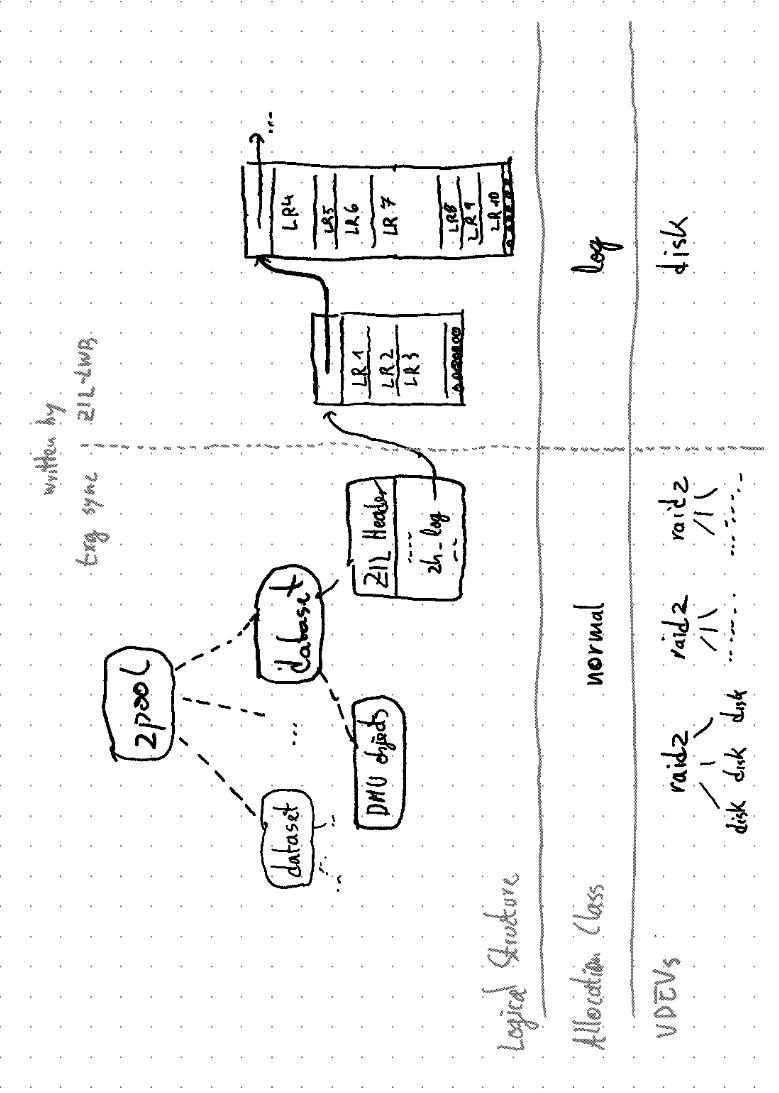 written by
txg sync
ZIL-LWB
zpool
dataset
...
dataset
DMU objects
ZIL Header
....
zh_log
...
LR 1
LR 2
LR 3
LR4
LR5
LR 6
LR 7
LR8
LR 9
LR 10
...
Logical Structure
Allocation Class
normal
log
VDEVs
raidz
raidz
raidz
disk
disk disk disk